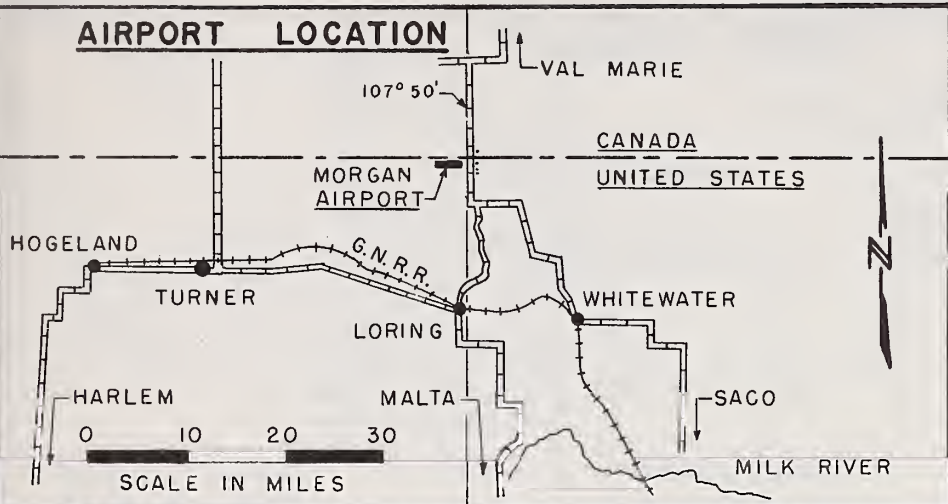 AIRPORT LOCATION
VAL MARIE
107° 50'
CANADA
MORGAN
AIRPORT
UNITED STATES
HOGELAND
G.N.R.R.
N
TURNER
WHITEWATER
LORING
HARLEM
MALTA
SACO
0 10 20 30
MILK RIVER
SCALE IN MILES